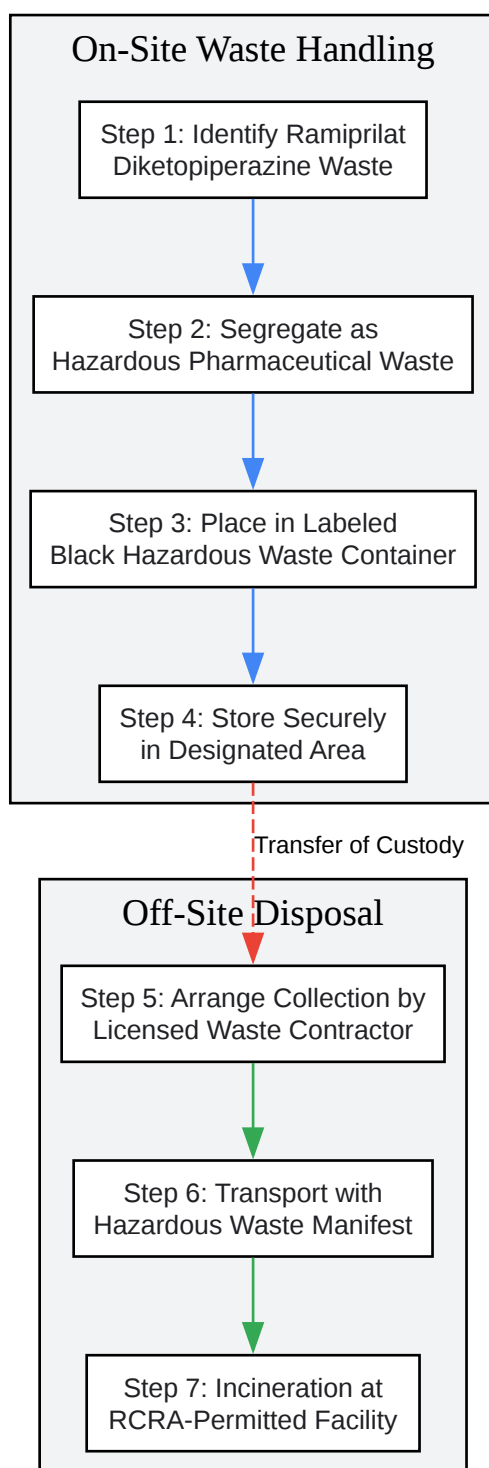 On-Site Waste Handling
Step 1: Identify Ramiprilat
Diketopiperazine Waste
Step 2: Segregate as
Hazardous Pharmaceutical Waste
Step 3: Place in Labeled
Black Hazardous Waste Container
Step 4: Store Securely
in Designated Area
Transfer of Custody
Off-Site Disposal
Step 5: Arrange Collection by
Licensed Waste Contractor
Step 6: Transport with
Hazardous Waste Manifest
Step 7: Incineration at
RCRA-Permitted Facility